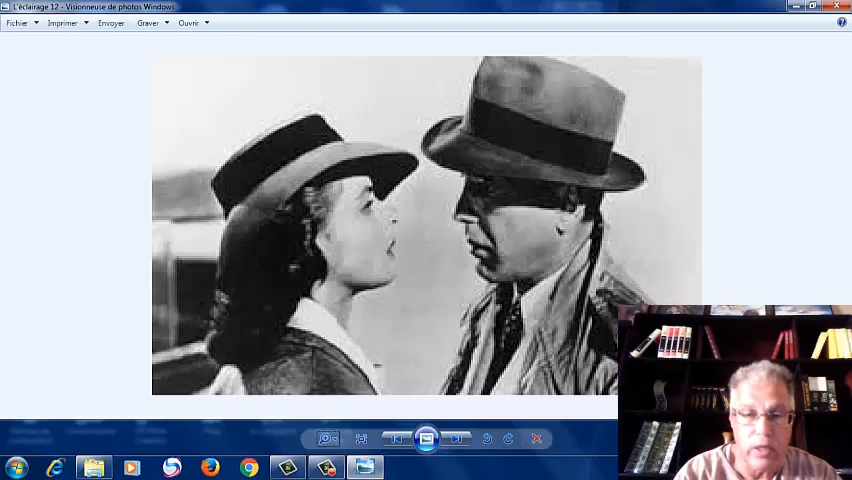 L'éclairage 12 - Visionneuse de photos Windows
Fichier Imprimer Envoyer Graver Ouvrir